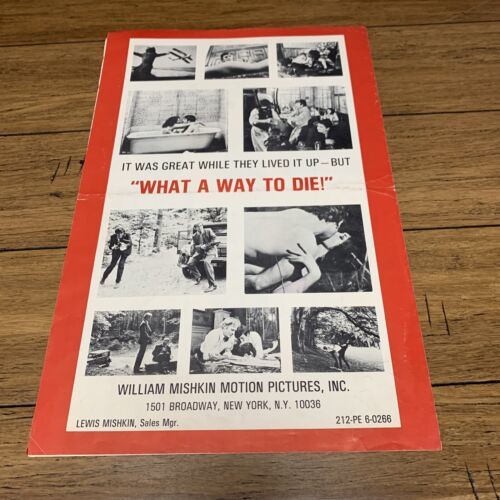 IT WAS GREAT WHILE THEY LIVED IT UP – BUT
"WHAT A WAY TO DIE!"
WILLIAM MISHKIN MOTION PICTURES, INC.
1501 BROADWAY, NEW YORK, N.Y. 10036
LEWIS MISHKIN, Sales Mgr.
212-PE 6-0266